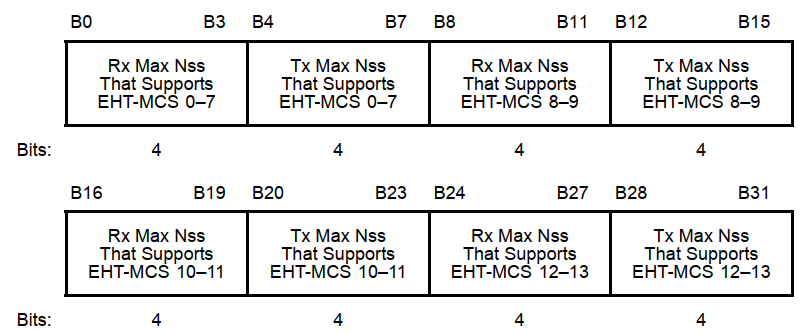 B0 B3 B4 B7 B8 B11 B12 B15
Rx Max Nss Tx Max Nss Rx Max Nss Tx Max Nss
That Supports That Supports That Supports That Supports
EHT-MCS 0–7 EHT-MCS 0–7 EHT-MCS 8–9 EHT-MCS 8–9
Bits: 4 4 4 4
B16 B19 B20 B23 B24 B27 B28 B31
Rx Max Nss Tx Max Nss Rx Max Nss Tx Max Nss
That Supports That Supports That Supports That Supports
EHT-MCS 10–11 EHT-MCS 10–11 EHT-MCS 12–13 EHT-MCS 12–13
Bits: 4 4 4 4